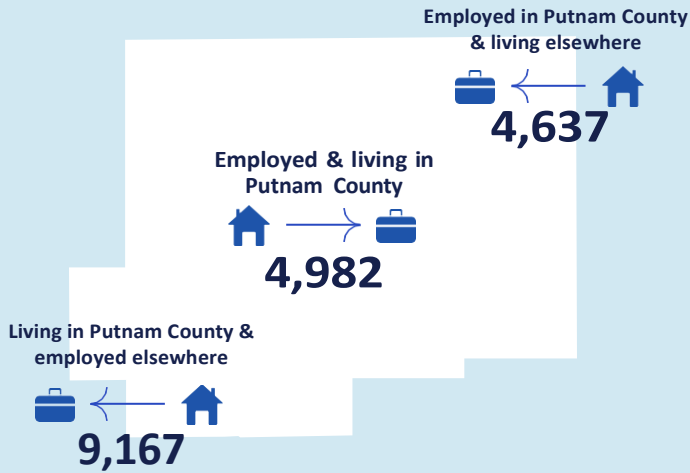 Employed in Putnam County
& living elsewhere
4,637
Employed & living in
Putnam County
4,982
Living in Putnam County &
employed elsewhere
9,167